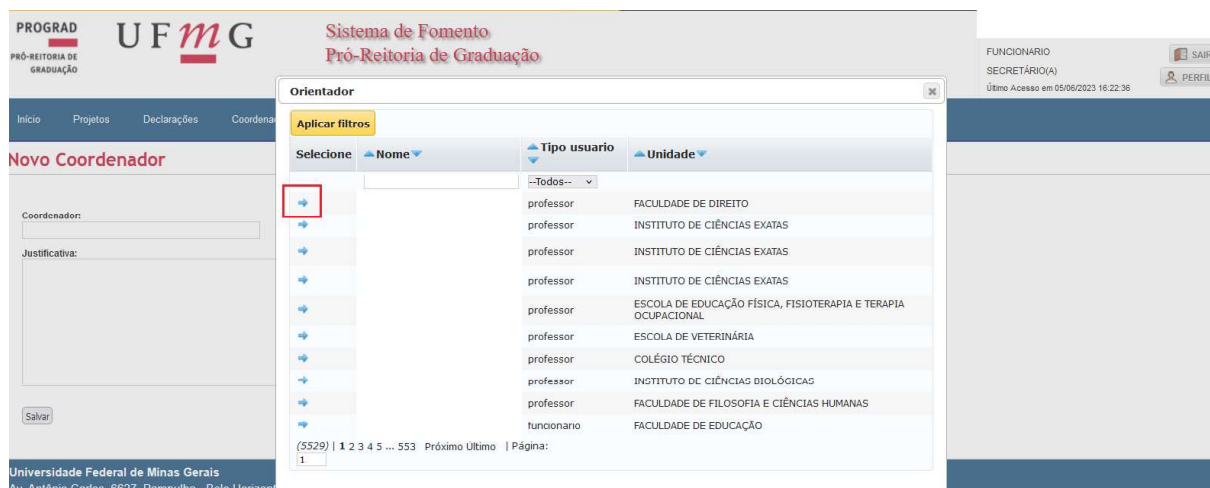 PROGRAD
PRÓ-REITORIA DE
GRADUAÇÃO
UFmG
Sistema de Fomento
Pró-Reitoria de Graduação
FUNCIONARIO
SECRETÁRIO(A)
Último Acesso em 05/06/2023 16:22:36
SAIR
PERFIL
Início Projetos Declarações
Novo Coordenador
Coordenador:
Justificativa:
Salvar
Orientador
Aplicar filtros
Selecione Nome Tipo usuario Unidade
--Todos--
professor FACULDADE DE DIREITO
professor INSTITUTO DE CIÊNCIAS EXATAS
professor INSTITUTO DE CIÊNCIAS EXATAS
professor INSTITUTO DE CIÊNCIAS EXATAS
professor ESCOLA DE EDUCAÇÃO FÍSICA, FISIOTERAPIA E TERAPIA
OCUPACIONAL
professor ESCOLA DE VETERINÁRIA
professor COLÉGIO TÉCNICO
professor INSTITUTO DE CIÊNCIAS BIOLÓGICAS
professor FACULDADE DE FILOSOFIA E CIÊNCIAS HUMANAS
funcionario FACULDADE DE EDUCAÇÃO
(5529) | 1 2 3 4 5 ... 553 Próximo Último | Página:
1
Universidade Federal de Minas Gerais